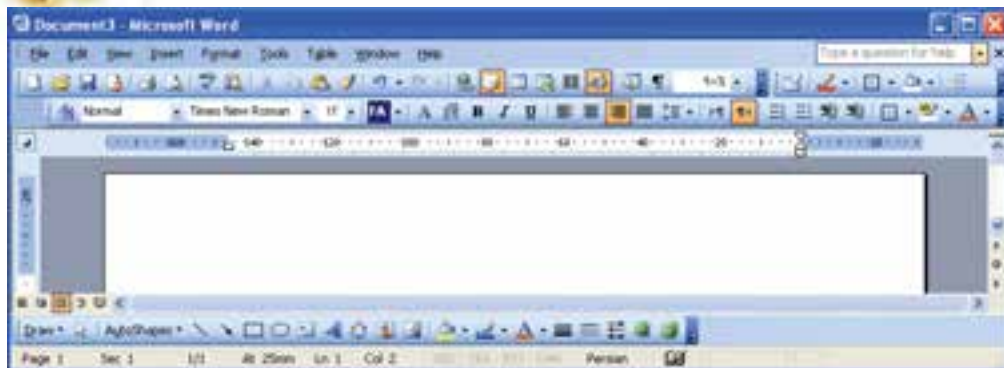 Document3 - Microsoft Word
File Edit View Insert Format Tools Table Window Help Type a question for help
Normal Times New Roman
140 120 100 80 60 40 20
Draw AutoShapes
Page 1 Sec 1 1/1 At 25mm Ln 1 Col 2 Persian